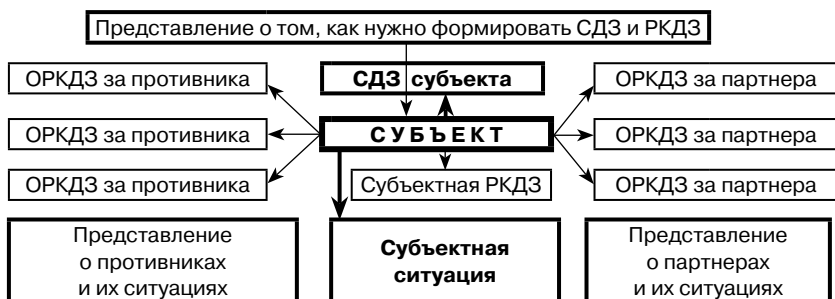 Представление о том, как нужно формировать СДЗ и РКДЗ
ОРКДЗ за противника
СДЗ субъекта
ОРКДЗ за партнера
ОРКДЗ за противника
СУБЪЕКТ
ОРКДЗ за партнера
ОРКДЗ за противника
Субъектная РКДЗ
ОРКДЗ за партнера
Представление
о противниках
и их ситуациях
Субъектная
ситуация
Представление
о партнерах
и их ситуациях